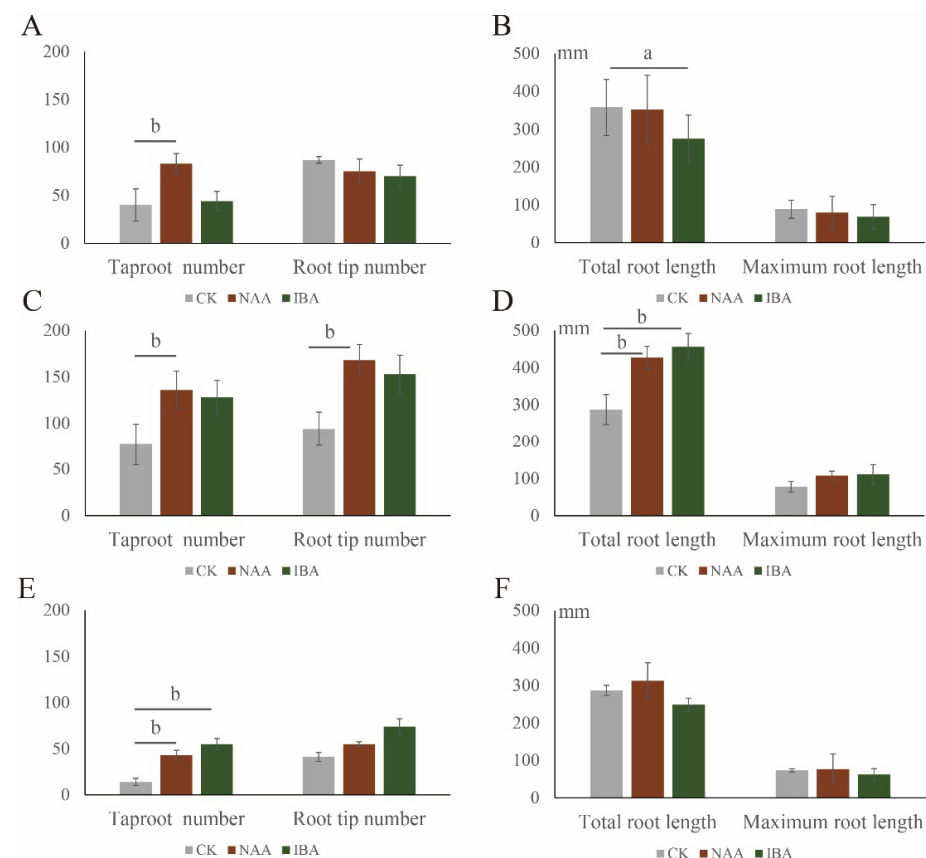 A
200
150
100
50
0
b
Taproot number
Root tip number
CK NAA IBA
B
500
400
300
200
100
0
mm
a
Total root length
Maximum root length
CK NAA IBA
C
200
150
100
50
0
b
b
Taproot number
Root tip number
CK NAA IBA
D
500
400
300
200
100
0
mm
b
b
Total root length
Maximum root length
CK NAA IBA
E
200
150
100
50
0
b
b
Taproot number
Root tip number
CK NAA IBA
F
500
400
300
200
100
0
mm
Total root length
Maximum root length
CK NAA IBA